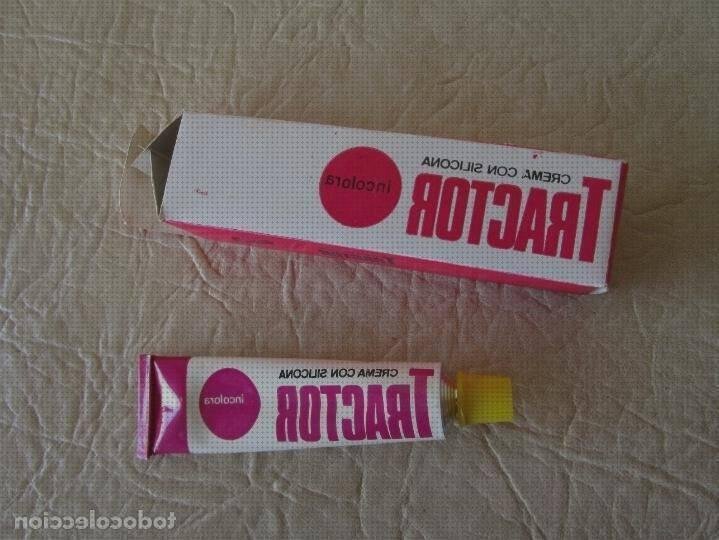 CREMA CON SILICONA
TRACTOR
incolora
CREMA CON SILICONA
TRACTOR
incolora
todocoleccion